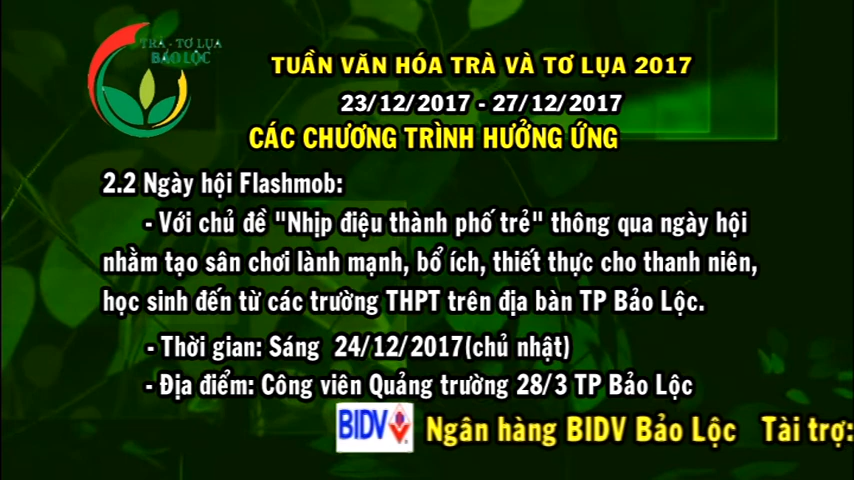 TRÀ - TƠ LỤA
BẢO LỘC
TUẦN VĂN HÓA TRÀ VÀ TƠ LỤA 2017
23/12/2017 - 27/12/2017
CÁC CHƯƠNG TRÌNH HƯỞNG ỨNG
2.2 Ngày hội Flashmob:
- Với chủ đề "Nhịp điệu thành phố trẻ" thông qua ngày hội
nhằm tạo sân chơi lành mạnh, bổ ích, thiết thực cho thanh niên,
học sinh đến từ các trường THPT trên địa bàn TP Bảo Lộc.
- Thời gian: Sáng 24/12/2017(chủ nhật)
- Địa điểm: Công viên Quảng trường 28/3 TP Bảo Lộc
BIDV Ngân hàng BIDV Bảo Lộc Tài trợ: